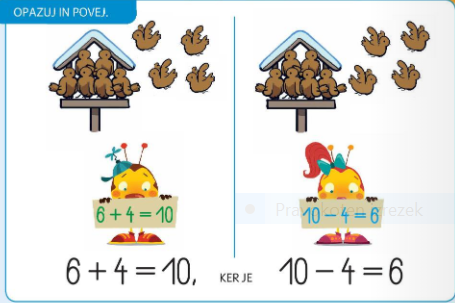 OPAZUJ IN POVEJ.
6 + 4 = 10
10 – 4 = 6
6 + 4 = 10, KER JE 10 – 4 = 6